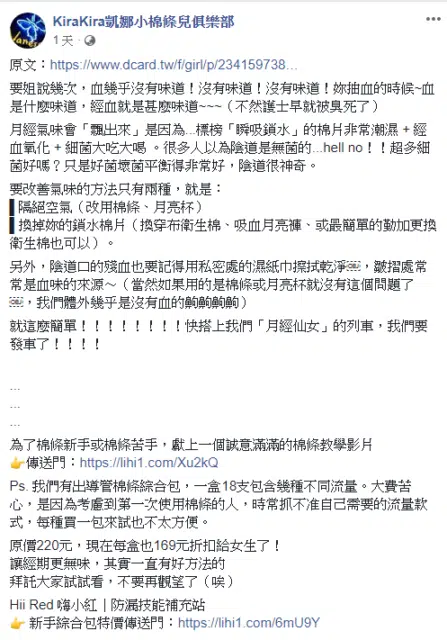 KiraKira凱娜小棉條兒俱樂部
1天
原文：https://www.dcard.tw/f/girl/p/234159738...
要姐說幾次，血幾乎沒有味道！沒有味道！沒有味道！妳抽血的時候~血
是什麼味道，經血就是甚麼味道~~~（不然護士早就被臭死了）
月經氣味會「飄出來」是因為...標榜「瞬吸鎖水」的棉片非常潮濕 + 經
血氧化 + 細菌大吃大喝 。很多人以為陰道是無菌的...hell no！！超多細
菌好嗎？只是好菌壞菌平衡得非常好，陰道很神奇。
要改善氣味的方法只有兩種，就是：
▌隔絕空氣（改用棉條、月亮杯）
▌換掉妳的鎖水棉片（換穿布衛生棉、吸血月亮褲、或最簡單的勤加更換
衛生棉也可以）。
另外，陰道口的殘血也要記得用私密處的濕紙巾擦拭乾淨￼，皺摺處常
常是血味的來源～（當然如果用的是棉條或月亮杯就沒有這個問題了
￼，我們體外幾乎是沒有血的齁齁齁齁）
就這麼簡單！！！！！！！！快搭上我們「月經仙女」的列車，我們要
發車了！！！！
...
...
...
為了棉條新手或棉條苦手，獻上一個誠意滿滿的棉條教學影片
👉傳送門：https://lihi1.com/Xu2kQ
Ps. 我們有出導管棉條綜合包，一盒18支包含幾種不同流量。大費苦
心，是因為考慮到第一次使用棉條的人，時常抓不准自己需要的流量款
式，每種買一包來試也不太方便。
原價220元，現在每盒也169元折扣給女生了！
讓經期更無味，其實一直有好方法的
拜託大家試試看，不要再觀望了（唉）
Hii Red 嗨小紅｜防漏技能補充站
👉 新手綜合包特價傳送門：https://lihi1.com/6mU9Y